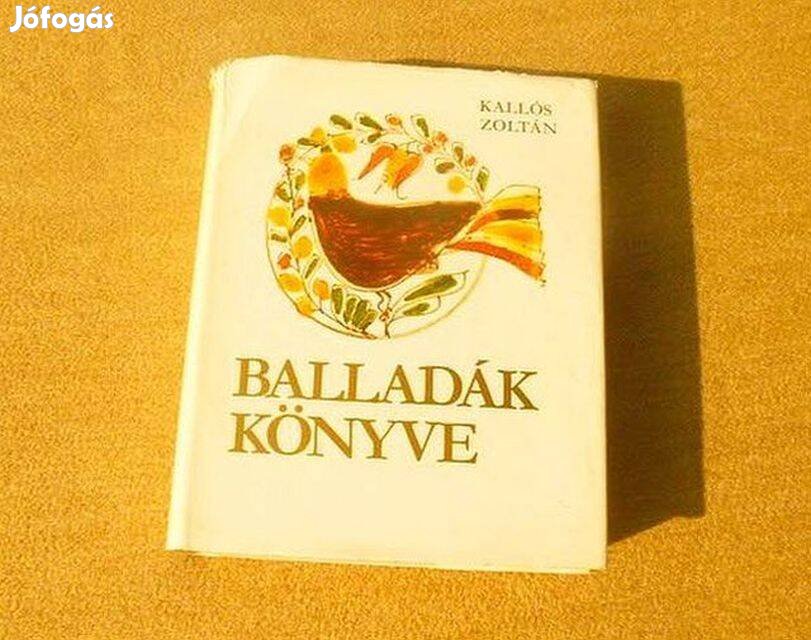 Jófogás
KALLÓS
ZOLTÁN
BALLADÁK
KÖNYVE